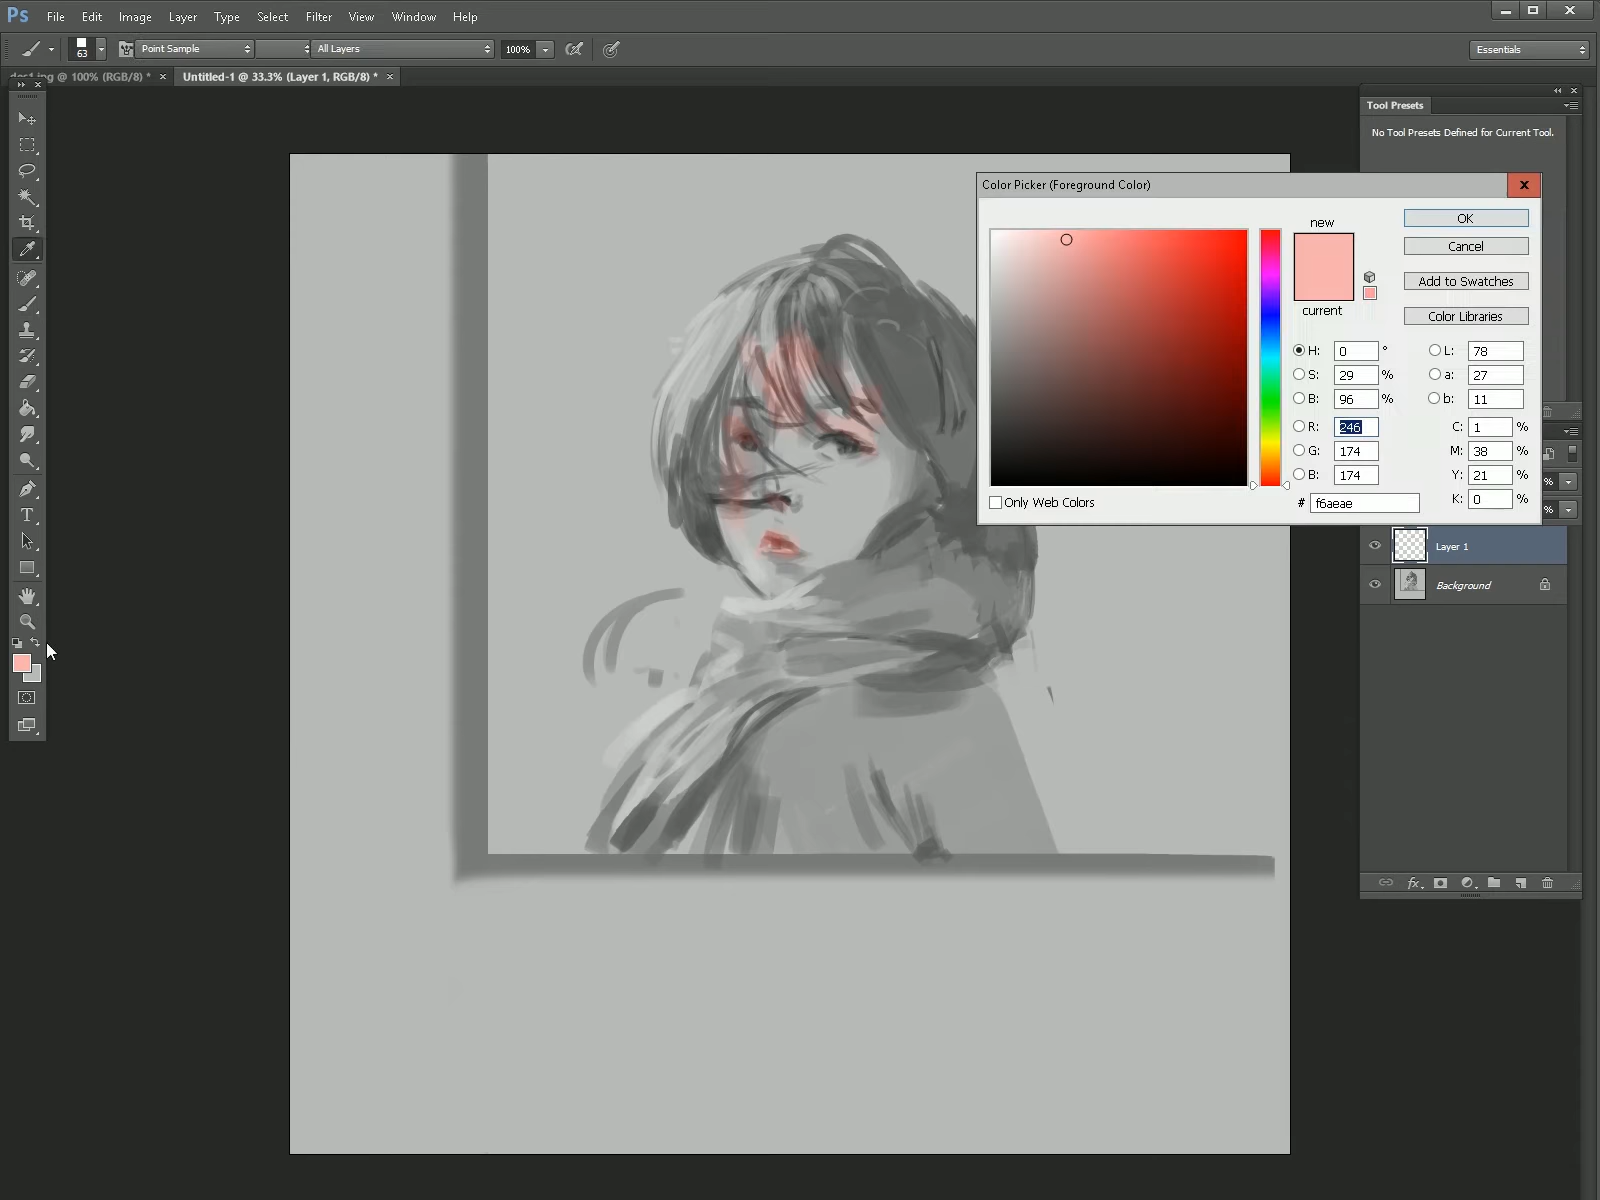 Ps File Edit Image Layer Type Select Filter View Window Help
63 Point Sample All Layers 100% Essentials
@ 100% (RGB/8) * × Untitled-1 @ 33.3% (Layer 1, RGB/8) * ×
Tool Presets
No Tool Presets Defined for Current Tool.
Color Picker (Foreground Color)
new
current
OK
Cancel
Add to Swatches
Color Libraries
H: 0 ° L: 78
S: 29 % a: 27
B: 96 % b: 11
R: 246 C: 1 %
G: 174 M: 38 %
B: 174 Y: 21 %
K: 0 %
Only Web Colors # f6aeae
%
%
Layer 1
Background
T
fx